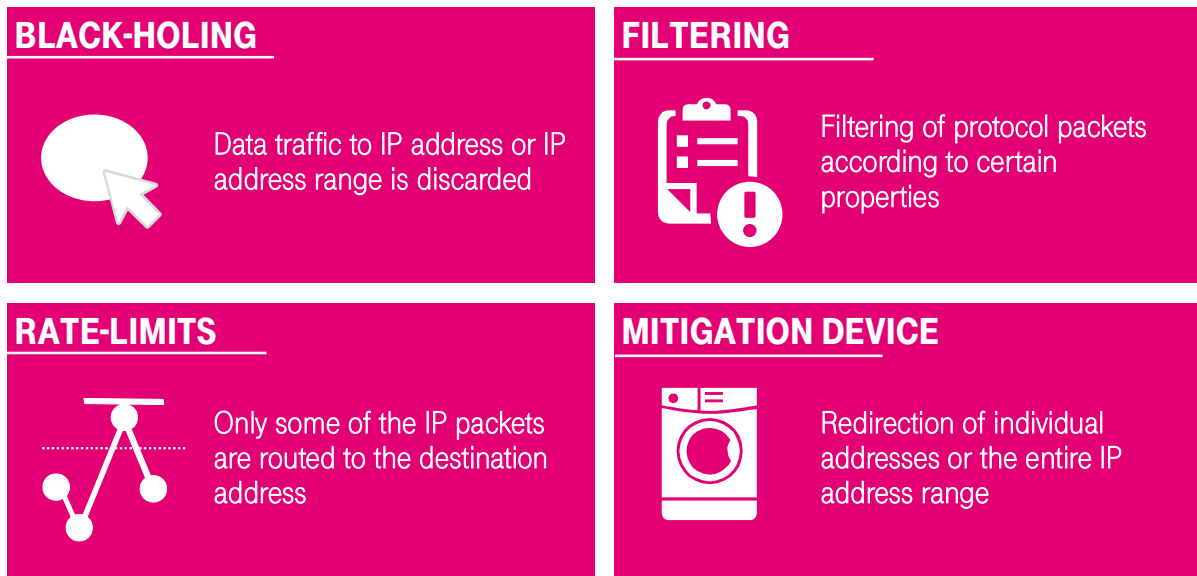 BLACK-HOLING
Data traffic to IP address or IP
address range is discarded
FILTERING
Filtering of protocol packets
according to certain
properties
RATE-LIMITS
Only some of the IP packets
are routed to the destination
address
MITIGATION DEVICE
Redirection of individual
addresses or the entire IP
address range